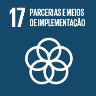 17 PARCERIAS E MEIOS
DE IMPLEMENTAÇÃO